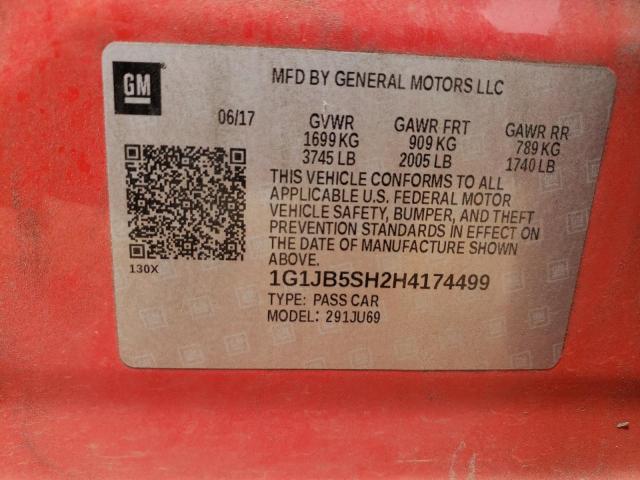 GM
MFD BY GENERAL MOTORS LLC
06/17
GVWR GAWR FRT GAWR RR
1699 KG 909 KG 789 KG
3745 LB 2005 LB 1740 LB
THIS VEHICLE CONFORMS TO ALL
APPLICABLE U.S. FEDERAL MOTOR
VEHICLE SAFETY, BUMPER, AND THEFT
PREVENTION STANDARDS IN EFFECT ON
THE DATE OF MANUFACTURE SHOWN
ABOVE.
130X
1G1JB5SH2H4174499
TYPE: PASS CAR
MODEL: 291JU69